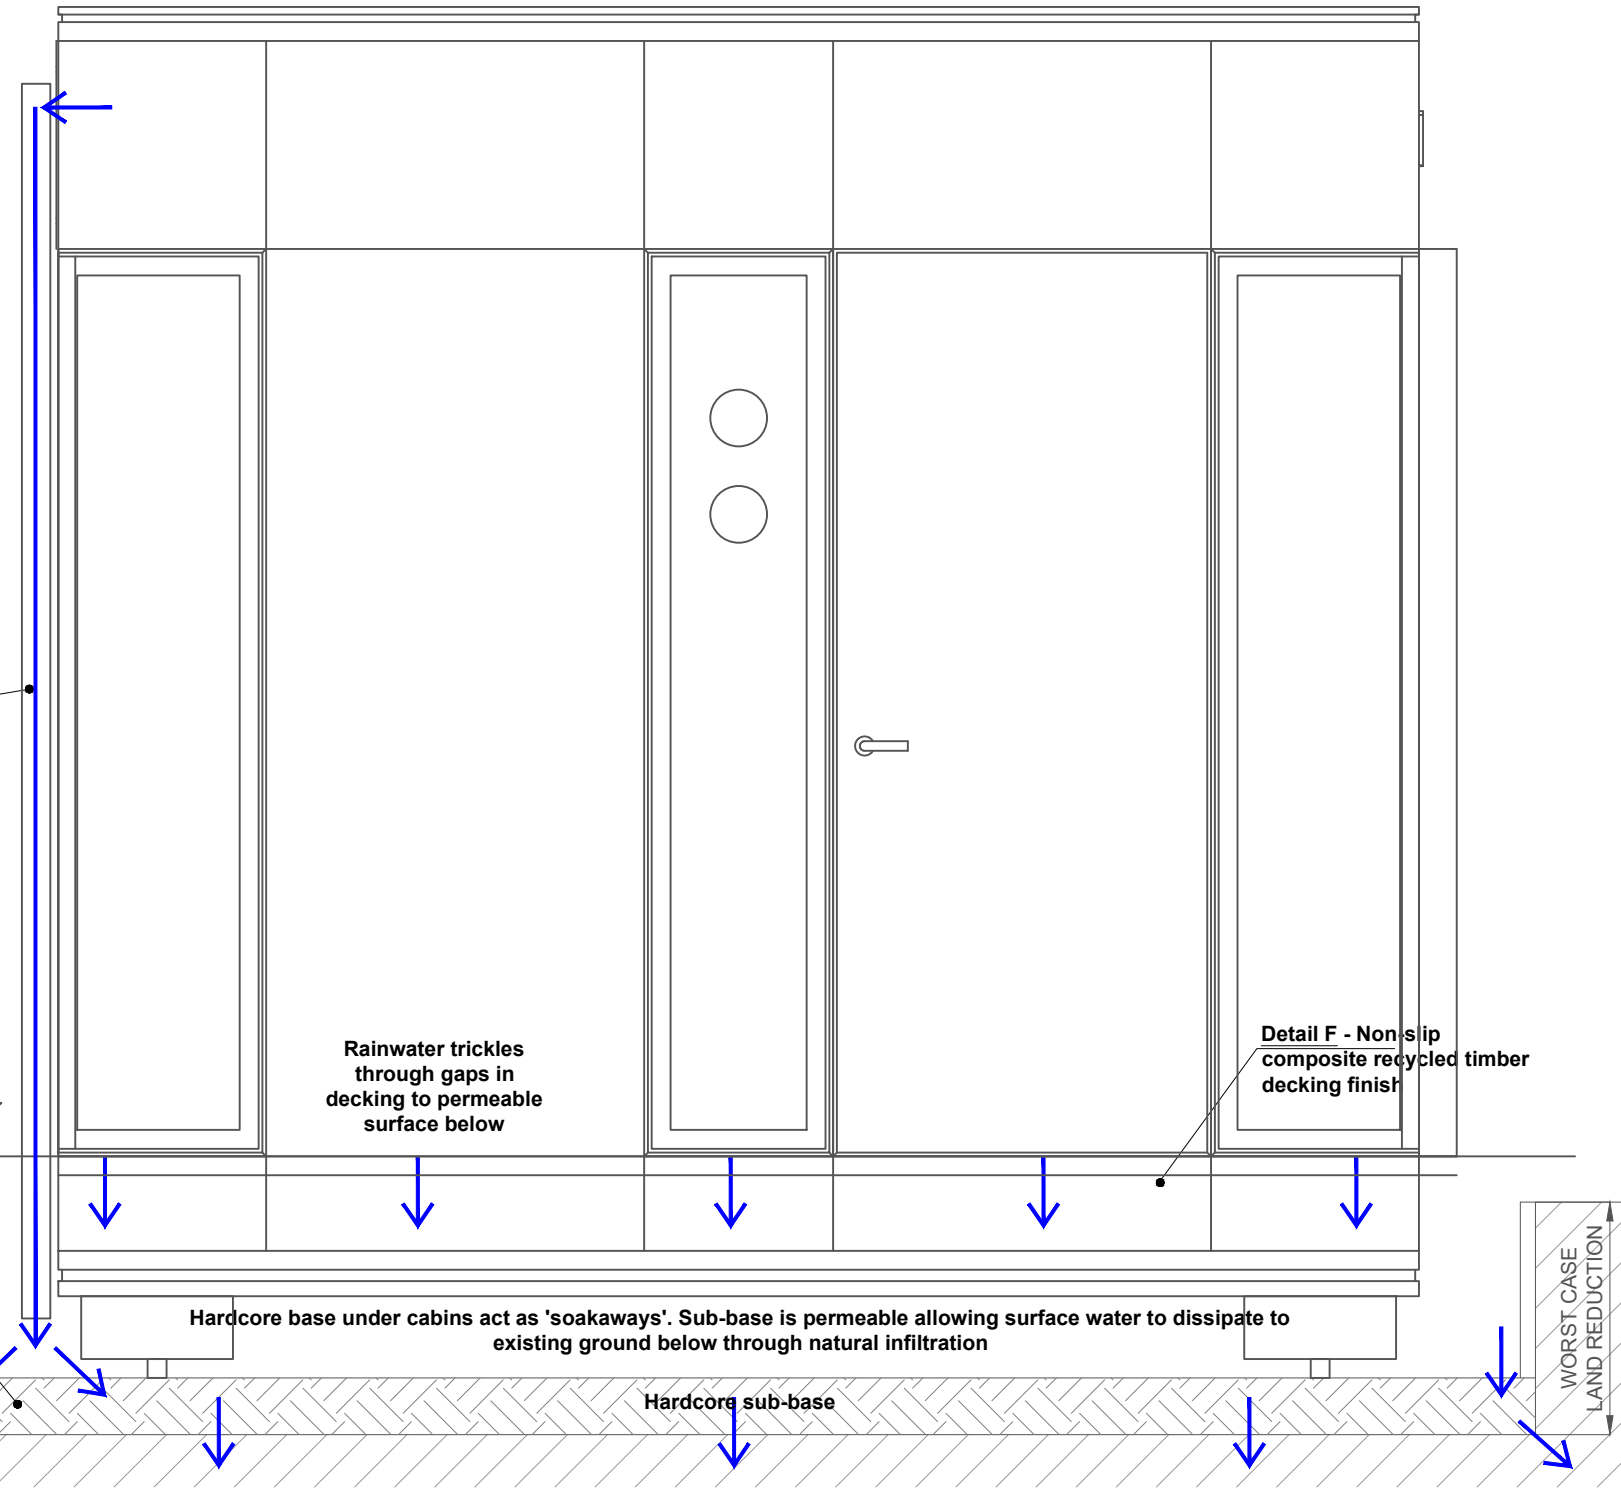 Rainwater trickles
through gaps in
decking to permeable
surface below
Detail F - Non-slip
composite recycled timber
decking finish
Hardcore base under cabins act as 'soakaways'. Sub-base is permeable allowing surface water to dissipate to
existing ground below through natural infiltration
Hardcore sub-base
WORST CASE
LAND REDUCTION